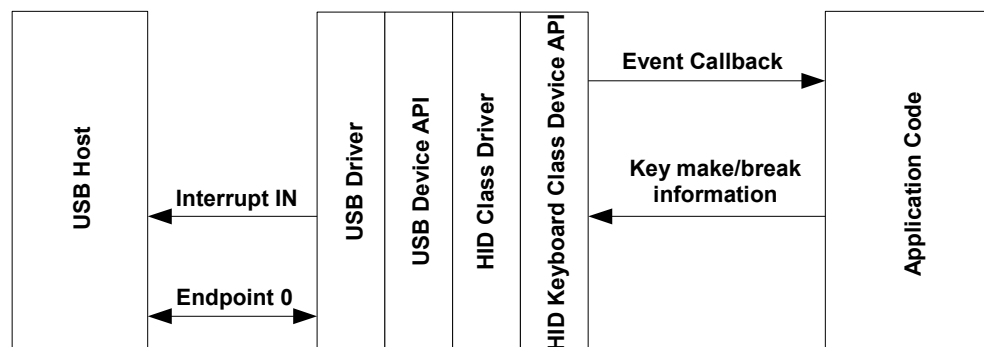 USB Host
Interrupt IN
Endpoint 0
USB Driver
USB Device API
HID Class Driver
HID Keyboard Class Device API
Event Callback
Key make/break
information
Application Code